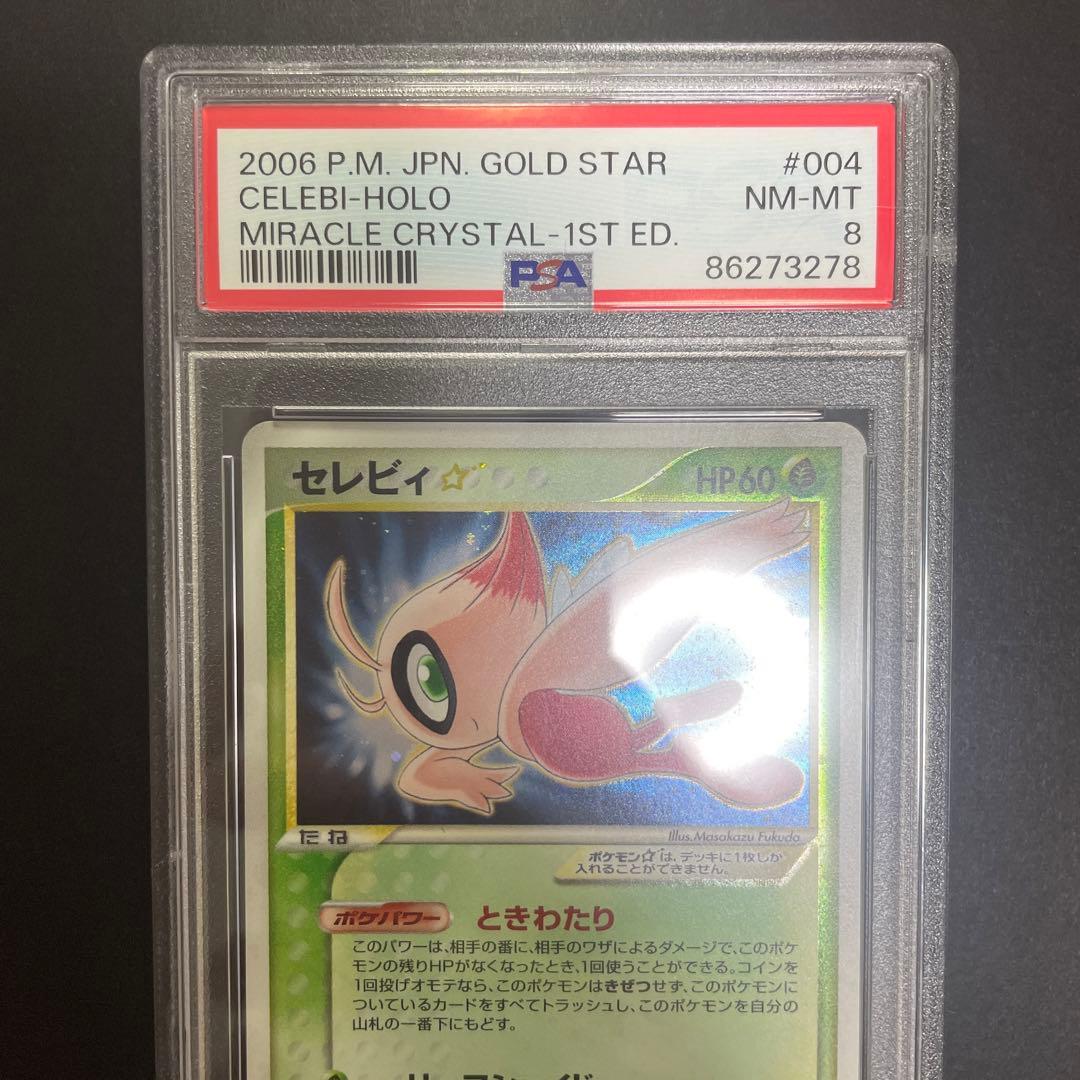 2006 P.M. JPN. GOLD STAR #004
CELEBI-HOLO NM-MT
MIRACLE CRYSTAL-1ST ED. 8
PSA 86273278
セレビィ☆ HP60
たね
Illus.Masakazu Fukuda
ポケモン☆は、デッキに1枚しか
入れることができません。
ポケパワー ときわたり
このパワーは、相手の番に、相手のワザによるダメージで、このポケ
モンの残りHPがなくなったとき、1回使うことができる。コインを
1回投げオモテなら、このポケモンはきぜつせず、このポケモンに
ついているカードをすべてトラッシュし、このポケモンを自分の
山札の一番下にもどす。